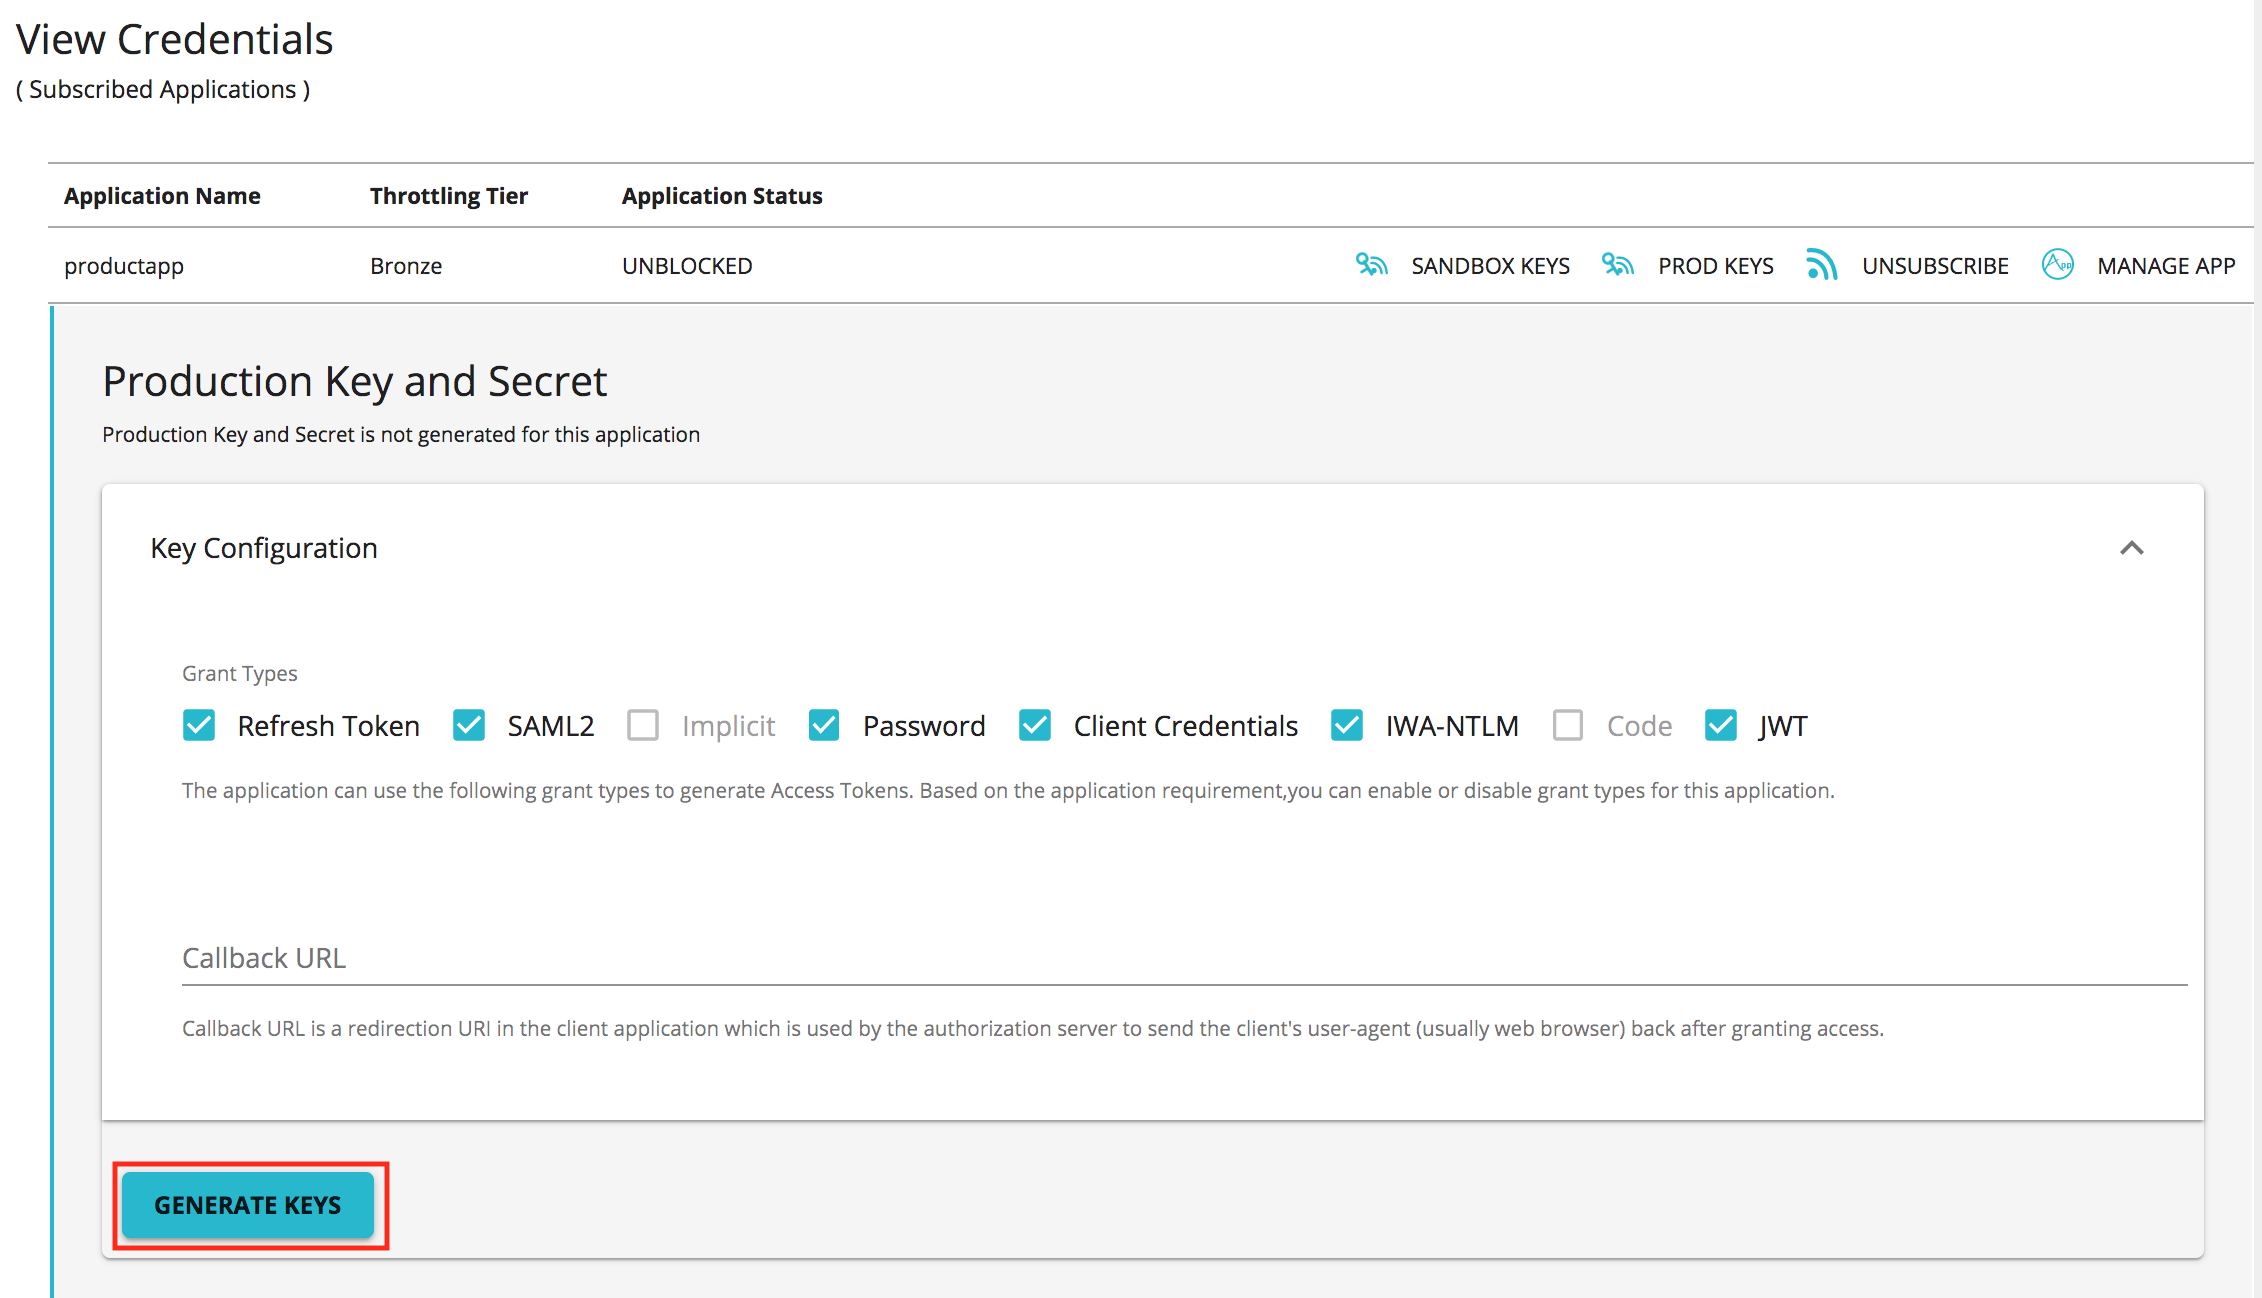 View Credentials
( Subscribed Applications )
Application Name Throttling Tier Application Status
productapp Bronze UNBLOCKED SANDBOX KEYS PROD KEYS UNSUBSCRIBE App MANAGE APP
Production Key and Secret
Production Key and Secret is not generated for this application
Key Configuration
Grant Types
Refresh Token SAML2 Implicit Password Client Credentials IWA-NTLM Code JWT
The application can use the following grant types to generate Access Tokens. Based on the application requirement,you can enable or disable grant types for this application.
Callback URL
Callback URL is a redirection URI in the client application which is used by the authorization server to send the client's user-agent (usually web browser) back after granting access.
GENERATE KEYS